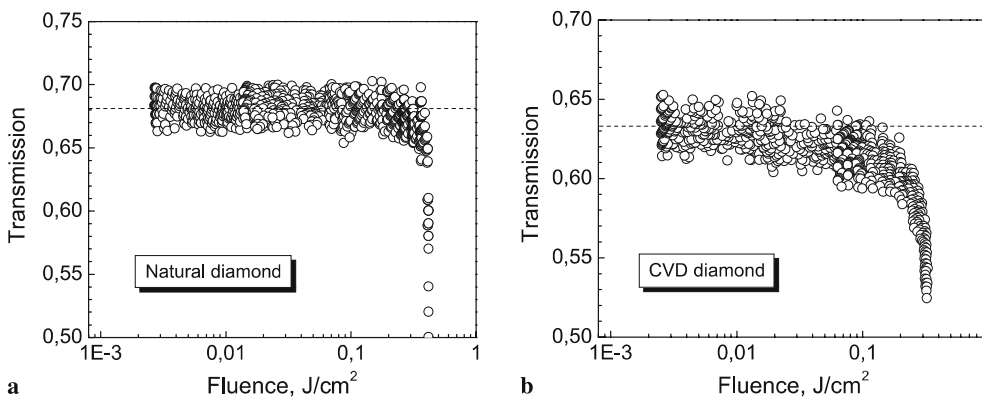 0,75
0,70
0,65
0,60
0,55
0,50
Transmission
Natural diamond
1E-3
0,01
0,1
1
Fluence, J/cm²
a
0,70
0,65
0,60
0,55
0,50
Transmission
CVD diamond
1E-3
0,01
0,1
Fluence, J/cm²
b